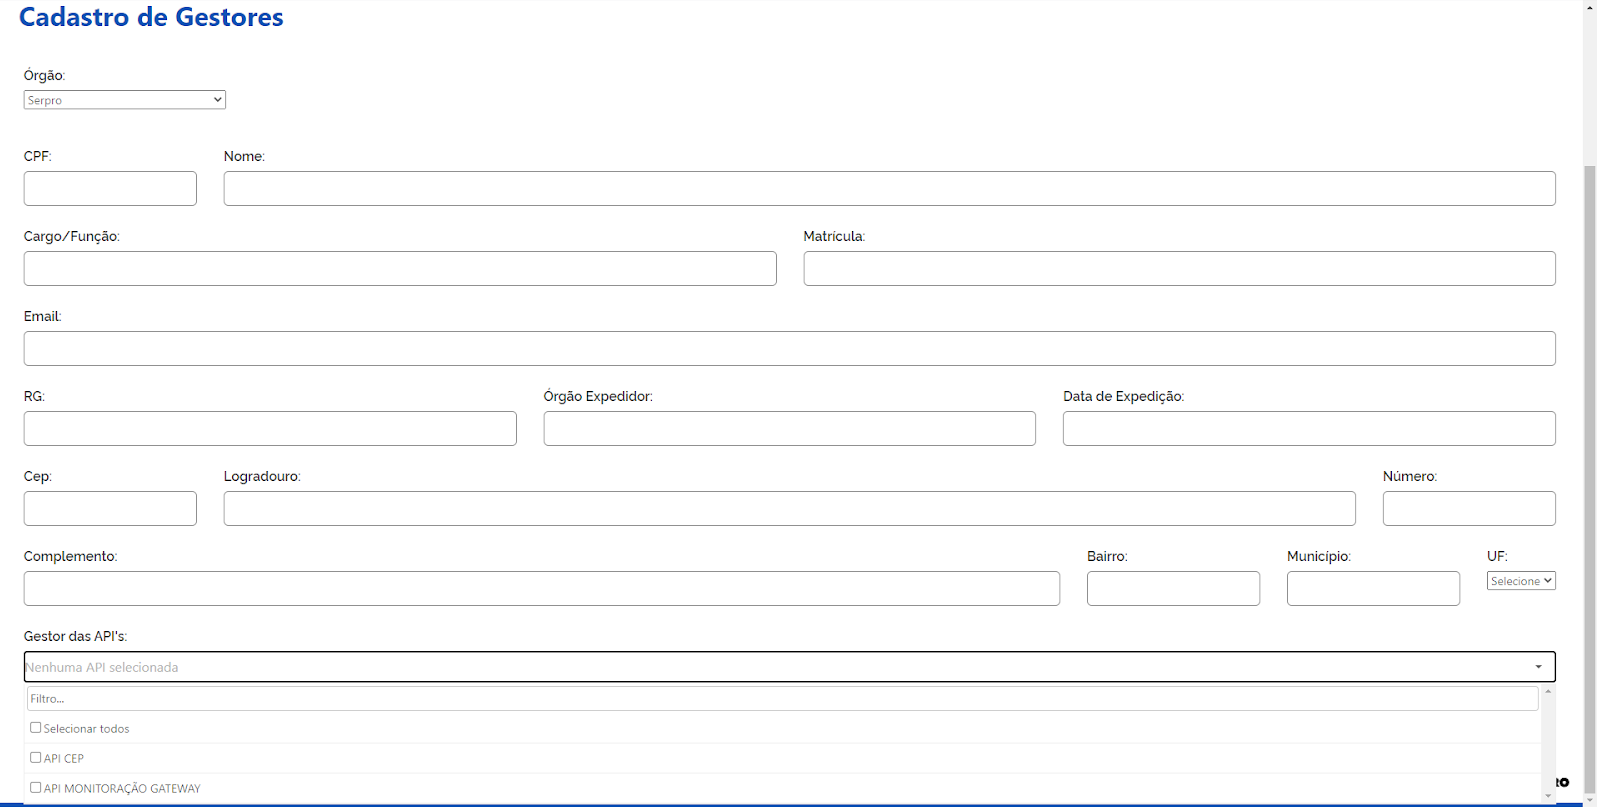 Cadastro de Gestores
Órgão:
Serpro
CPF: Nome:
Cargo/Função: Matrícula:
Email:
RG: Órgão Expedidor: Data de Expedição:
Cep: Logradouro: Número:
Complemento: Bairro: Município: UF:
Selecione
Gestor das API's:
Nenhuma API selecionada
Filtro...
Selecionar todos
API CEP
API MONITORAÇÃO GATEWAY